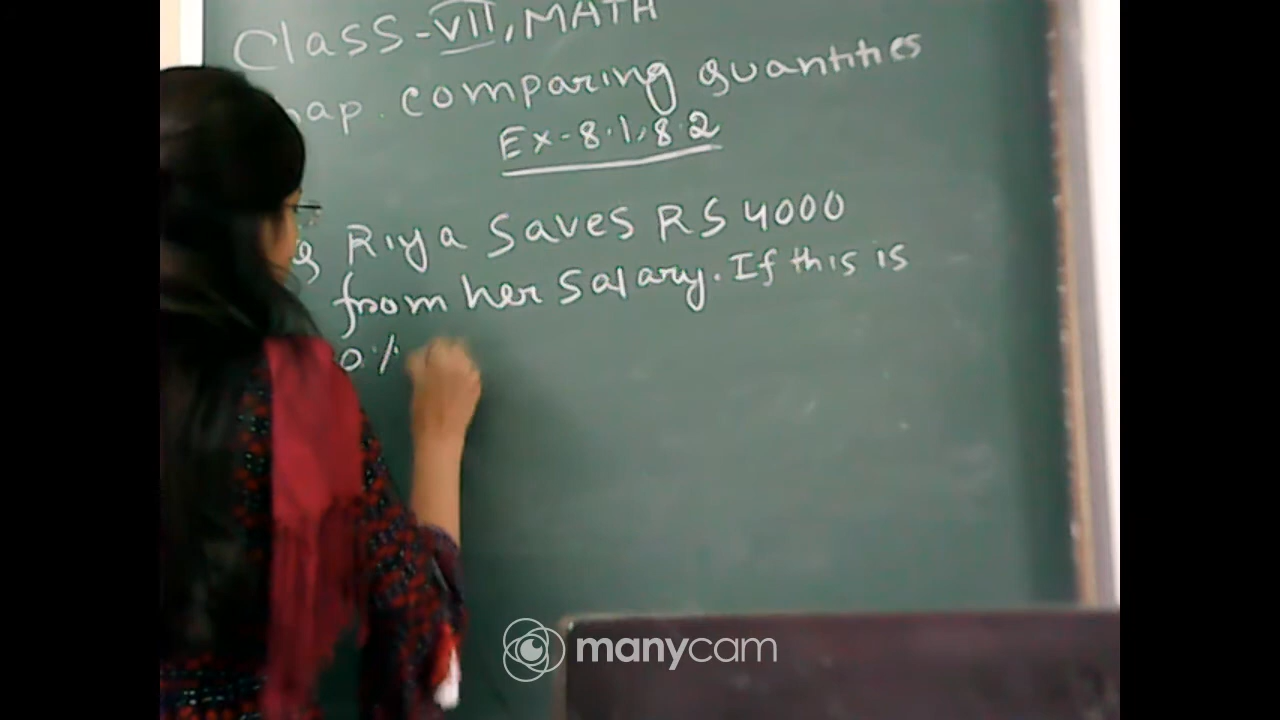 Class-VII, MATH
hap. comparing quantities
Ex-8.1,8.2
Q Riya saves RS 4000
from her salary. If this is
0%
manycam